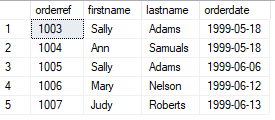 orderref firstname lastname orderdate
1 1003 Sally Adams 1999-05-18
2 1004 Ann Samuals 1999-05-18
3 1005 Sally Adams 1999-06-06
4 1006 Mary Nelson 1999-06-12
5 1007 Judy Roberts 1999-06-13